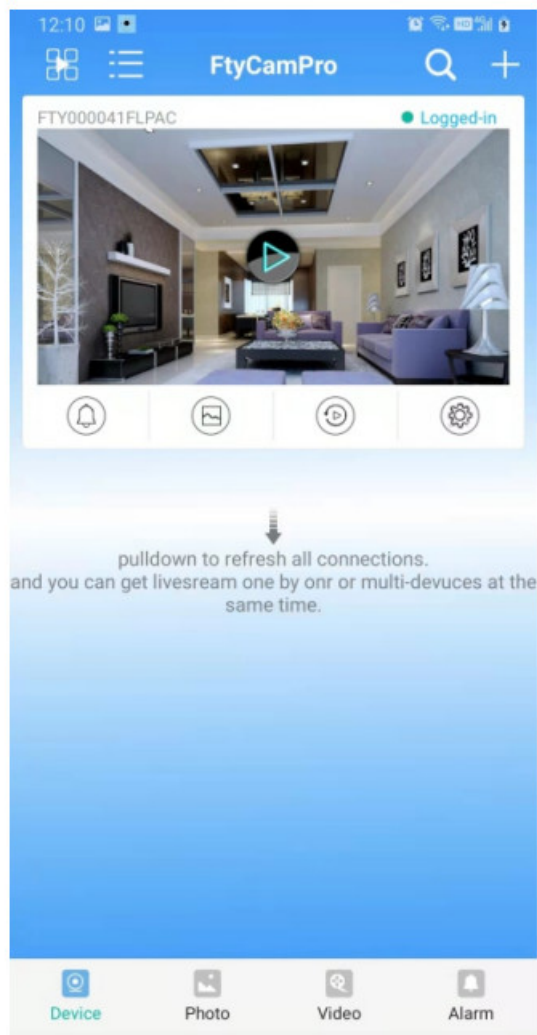 12:10
FtyCamPro
FTY000041FLPAC
Logged-in
pulldown to refresh all connections.
and you can get livesream one by onr or multi-devuces at the
same time.
Device
Photo
Video
Alarm